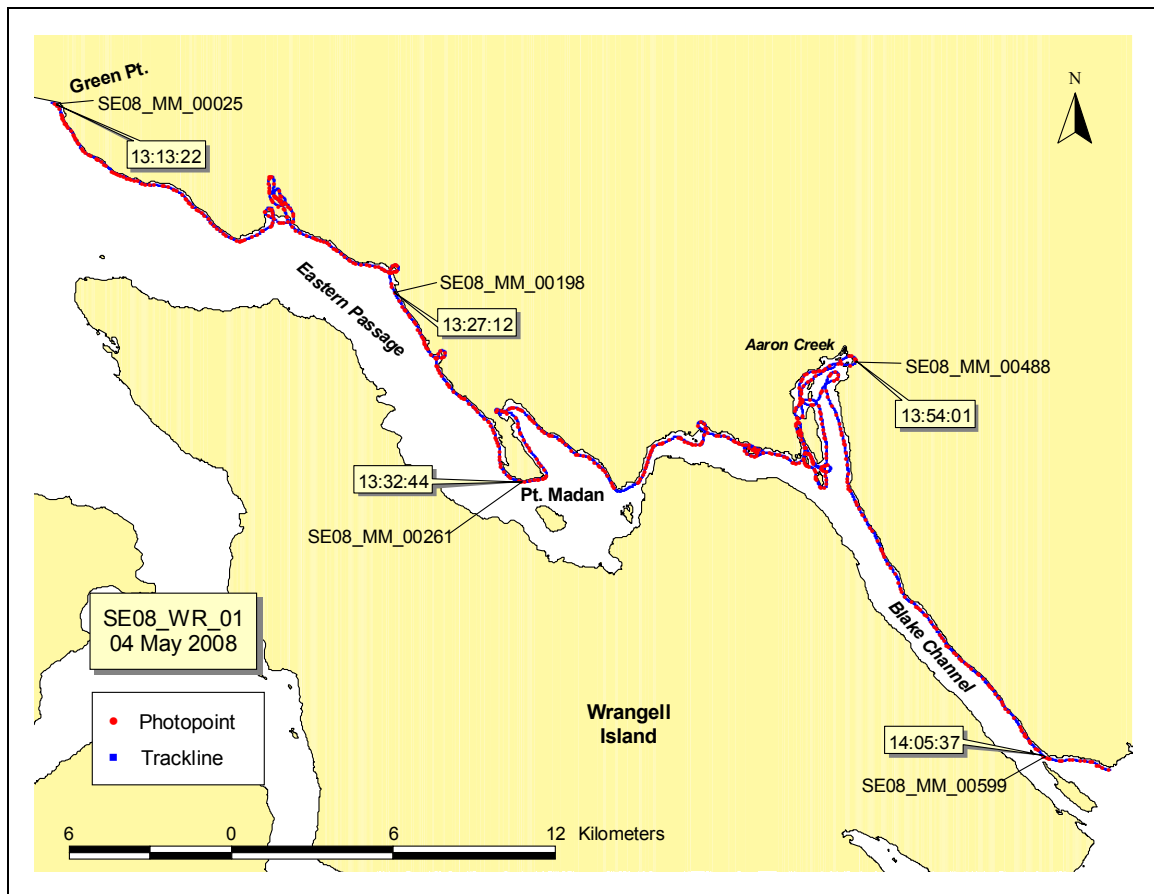 Green Pt.
SE08_MM_00025
N
13:13:22
Eastern Passage
SE08_MM_00198
13:27:12
Aaron Creek
SE08_MM_00488
13:54:01
13:32:44
Pt. Madan
SE08_MM_00261
SE08_WR_01
04 May 2008
Blake Channel
Photopoint
Trackline
Wrangell
Island
14:05:37
SE08_MM_00599
6 0 6 12 Kilometers